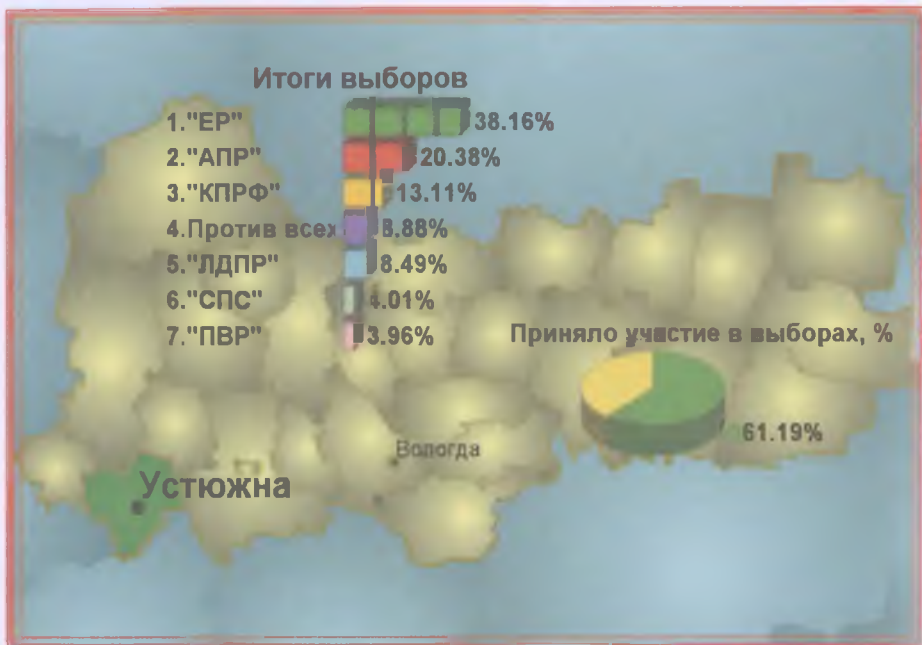 Итоги выборов
1."ЕР" 38.16%
2."АПР" 20.38%
3."КПРФ" 13.11%
4.Против всех 8.88%
5."ЛДПР" 8.49%
6."СПС" 4.01%
7."ПВР" 3.96%
Приняло участие в выборах, %
61.19%
Вологда
Устюжна